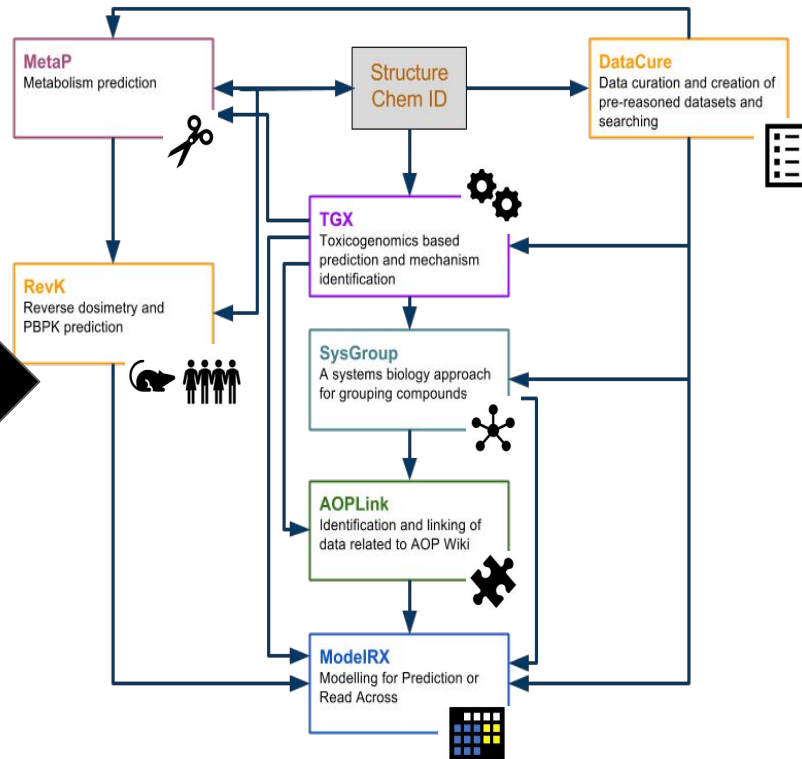 MetaP
Metabolism prediction
Structure
Chem ID
DataCure
Data curation and creation of
pre-reasoned datasets and
searching
TGX
Toxicogenomics based
prediction and mechanism
identification
RevK
Reverse dosimetry and
PBPK prediction
SysGroup
A systems biology approach
for grouping compounds
AOPLink
Identification and linking of
data related to AOP Wiki
ModelRX
Modelling for Prediction or
Read Across